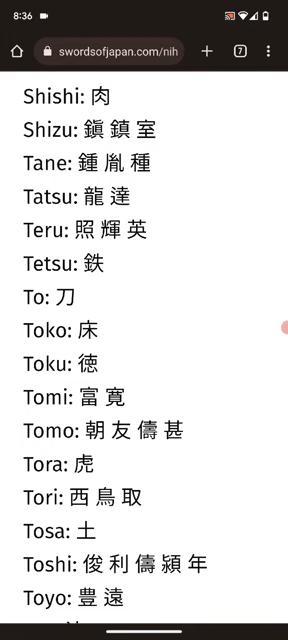 8:36
swordsofjapan.com/nih
7
Shishi: 肉
Shizu: 鎭 鎮 室
Tane: 鍾 胤 種
Tatsu: 龍 達
Teru: 照 輝 英
Tetsu: 鉄
To: 刀
Toko: 床
Toku: 徳
Tomi: 富 寛
Tomo: 朝 友 儔 甚
Tora: 虎
Tori: 西 鳥 取
Tosa: 土
Toshi: 俊 利 儔 潁 年
Toyo: 豊 遠